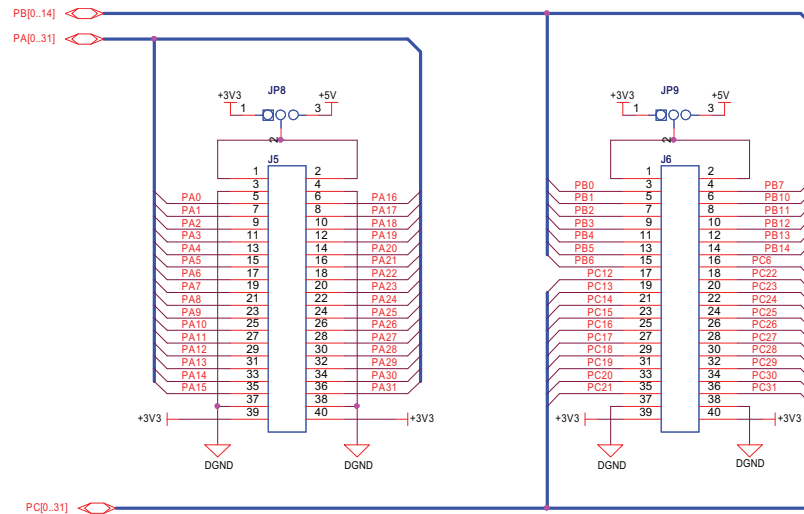 PB[0..14]
PA[0..31]
JP8
+3V3 1 3 +5V
2
J5
1 2
3 4
PA0 5 6 PA16
PA1 7 8 PA17
PA2 9 10 PA18
PA3 11 12 PA19
PA4 13 14 PA20
PA5 15 16 PA21
PA6 17 18 PA22
PA7 19 20 PA23
PA8 21 22 PA24
PA9 23 24 PA25
PA10 25 26 PA26
PA11 27 28 PA27
PA12 29 30 PA28
PA13 31 32 PA29
PA14 33 34 PA30
PA15 35 36 PA31
37 38
+3V3 39 40 +3V3
DGND DGND
JP9
+3V3 1 3 +5V
2
J6
1 2
PB0 3 4 PB7
PB1 5 6 PB10
PB2 7 8 PB11
PB3 9 10 PB12
PB4 11 12 PB13
PB5 13 14 PB14
PB6 15 16 PC6
PC12 17 18 PC22
PC13 19 20 PC23
PC14 21 22 PC24
PC15 23 24 PC25
PC16 25 26 PC26
PC17 27 28 PC27
PC18 29 30 PC28
PC19 31 32 PC29
PC20 33 34 PC30
PC21 35 36 PC31
37 38
+3V3 39 40 +3V3
DGND DGND
PC[0..31]